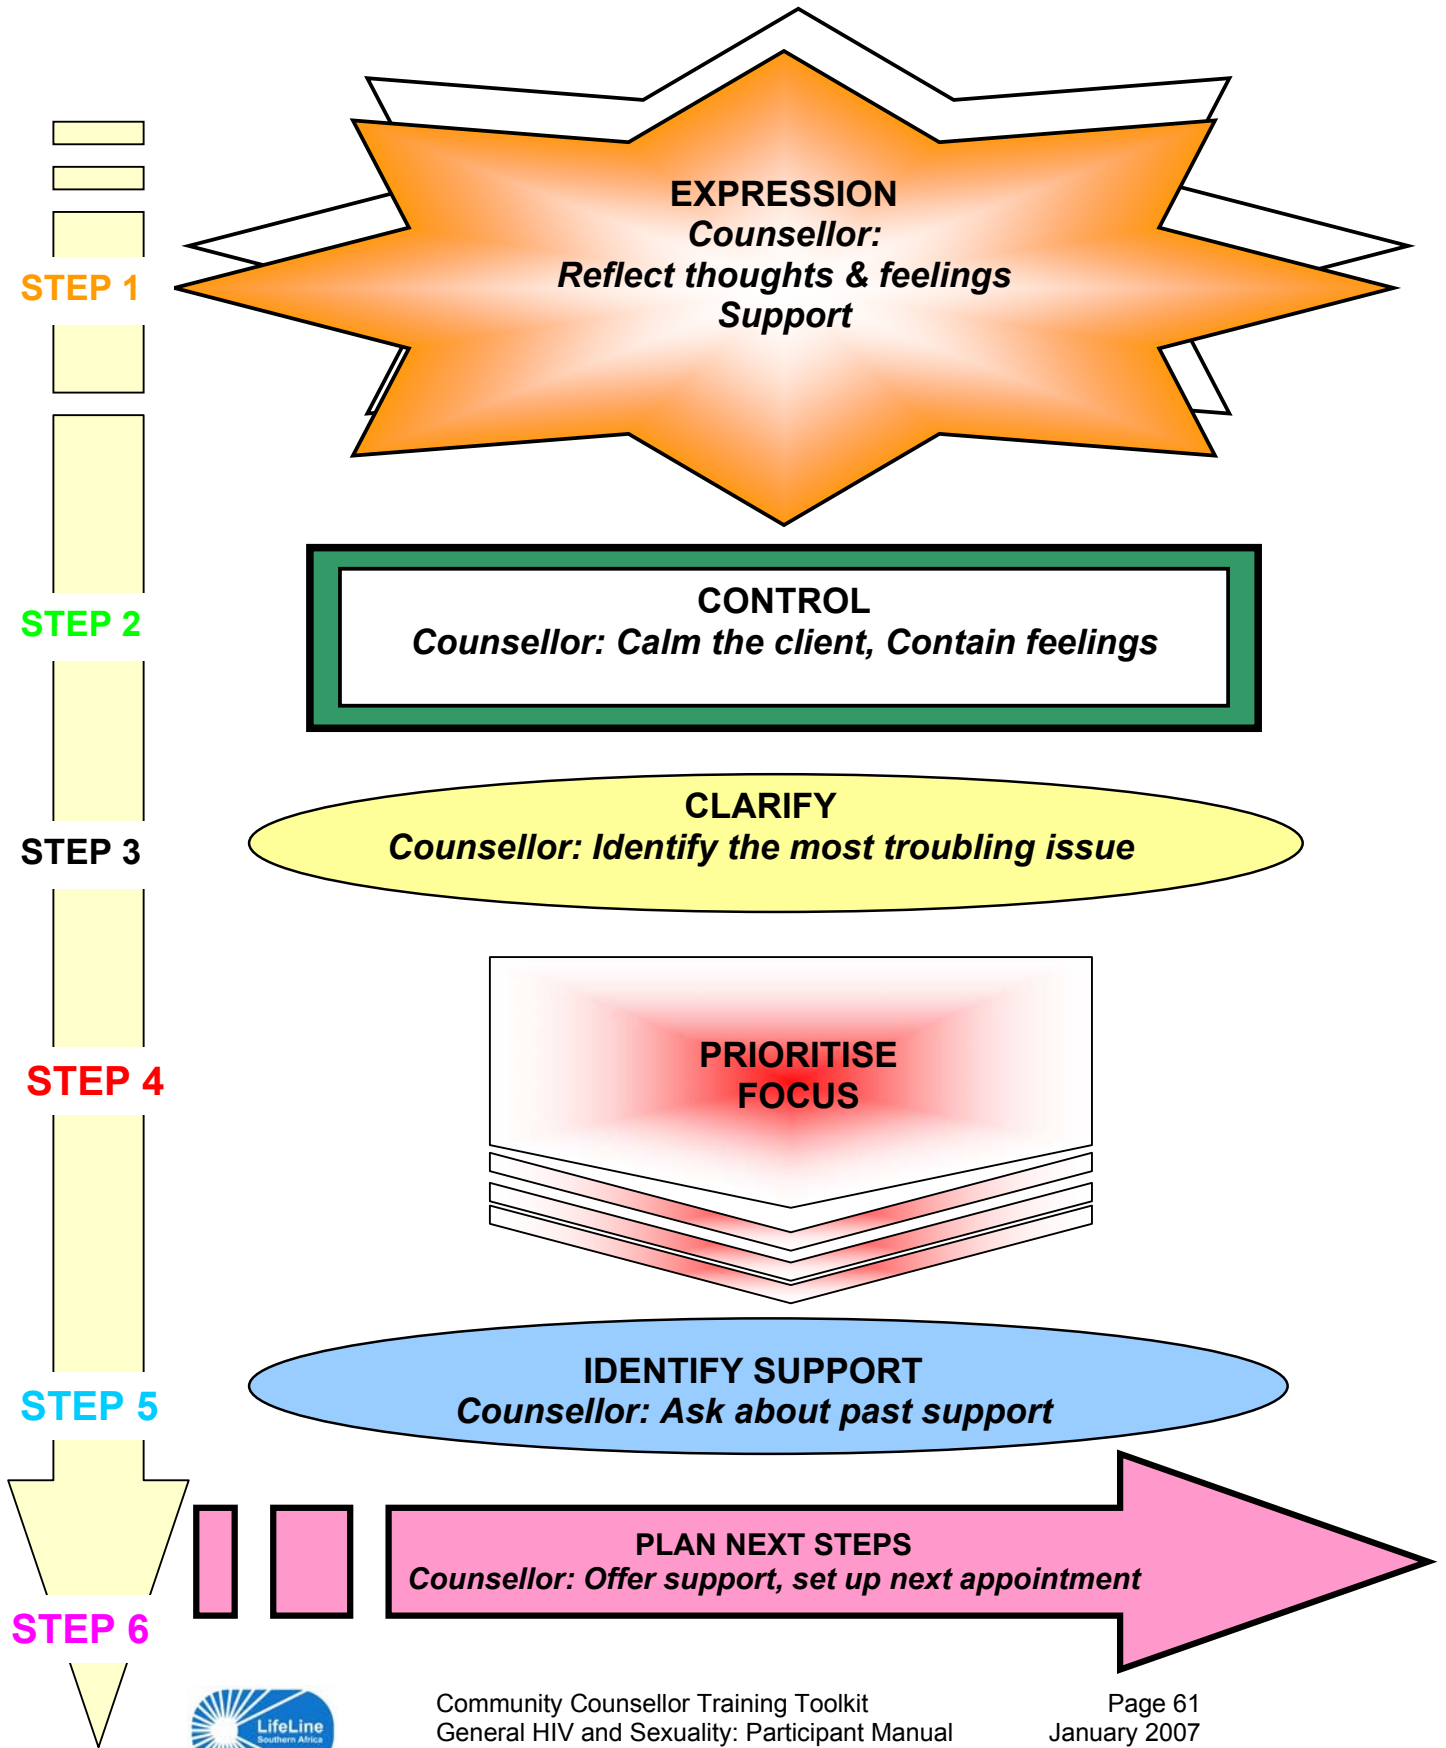 EXPRESSION
Counsellor:
Reflect thoughts & feelings
Support
STEP 1
CONTROL
Counsellor: Calm the client, Contain feelings
STEP 2
CLARIFY
Counsellor: Identify the most troubling issue
STEP 3
PRIORITISE
FOCUS
STEP 4
IDENTIFY SUPPORT
Counsellor: Ask about past support
STEP 5
PLAN NEXT STEPS
Counsellor: Offer support, set up next appointment
STEP 6
LifeLine
Southern Africa
Community Counsellor Training Toolkit Page 61
General HIV and Sexuality: Participant Manual January 2007